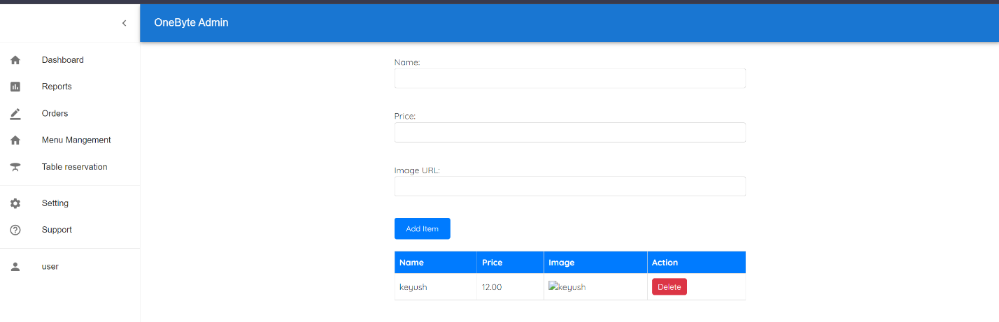 OneByte Admin
Dashboard
Reports
Orders
Menu Mangement
Table reservation
Setting
Support
user
Name:
Price:
Image URL:
Add Item
Name Price Image Action
keyush 12.00 keyush Delete